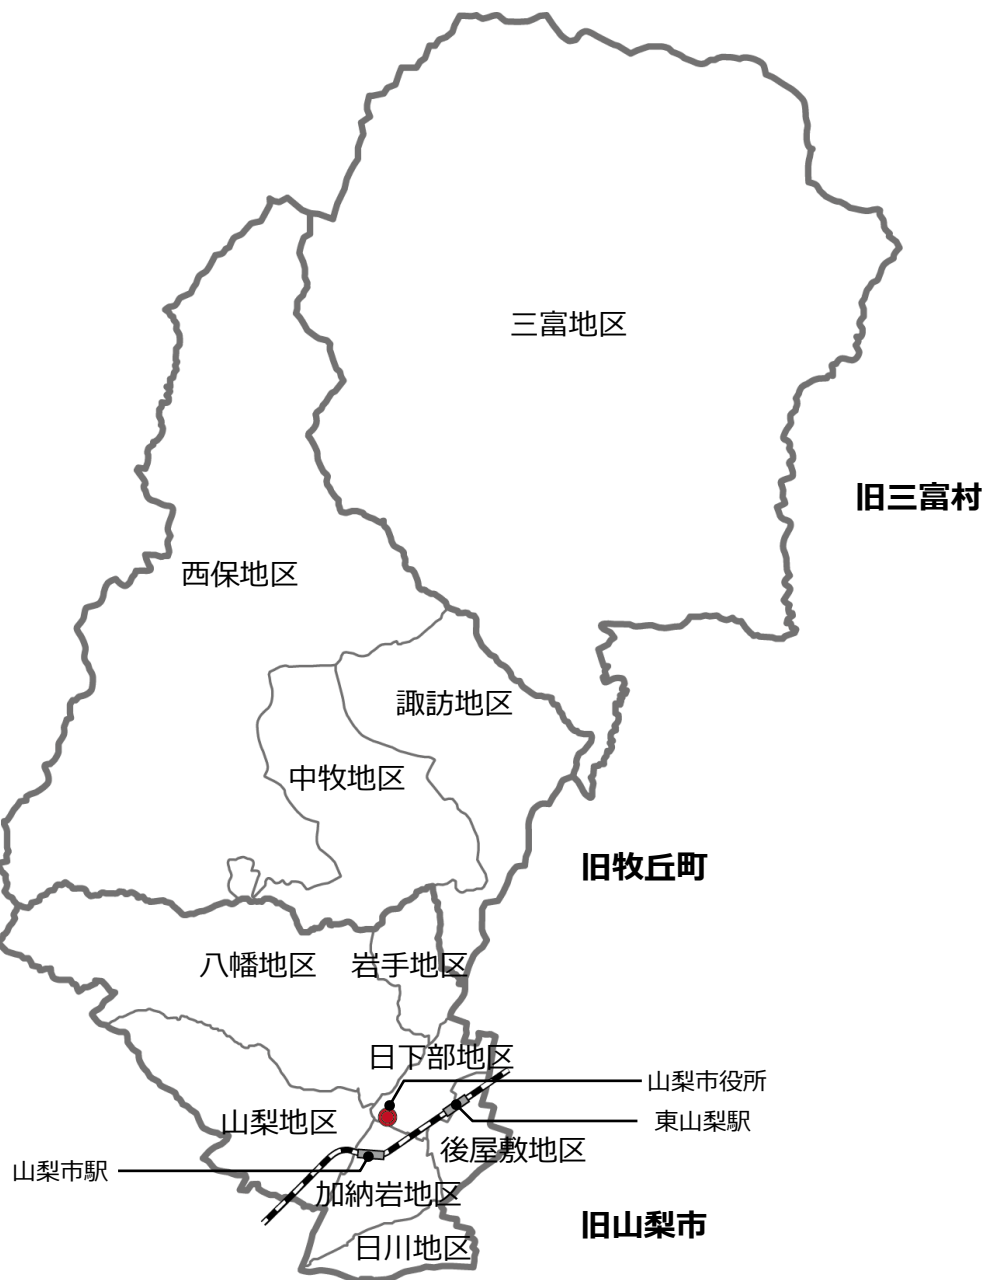 三富地区
旧三富村
西保地区
諏訪地区
中牧地区
旧牧丘町
八幡地区
岩手地区
日下部地区
山梨市役所
山梨地区
東山梨駅
後屋敷地区
山梨市駅
加納岩地区
旧山梨市
日川地区